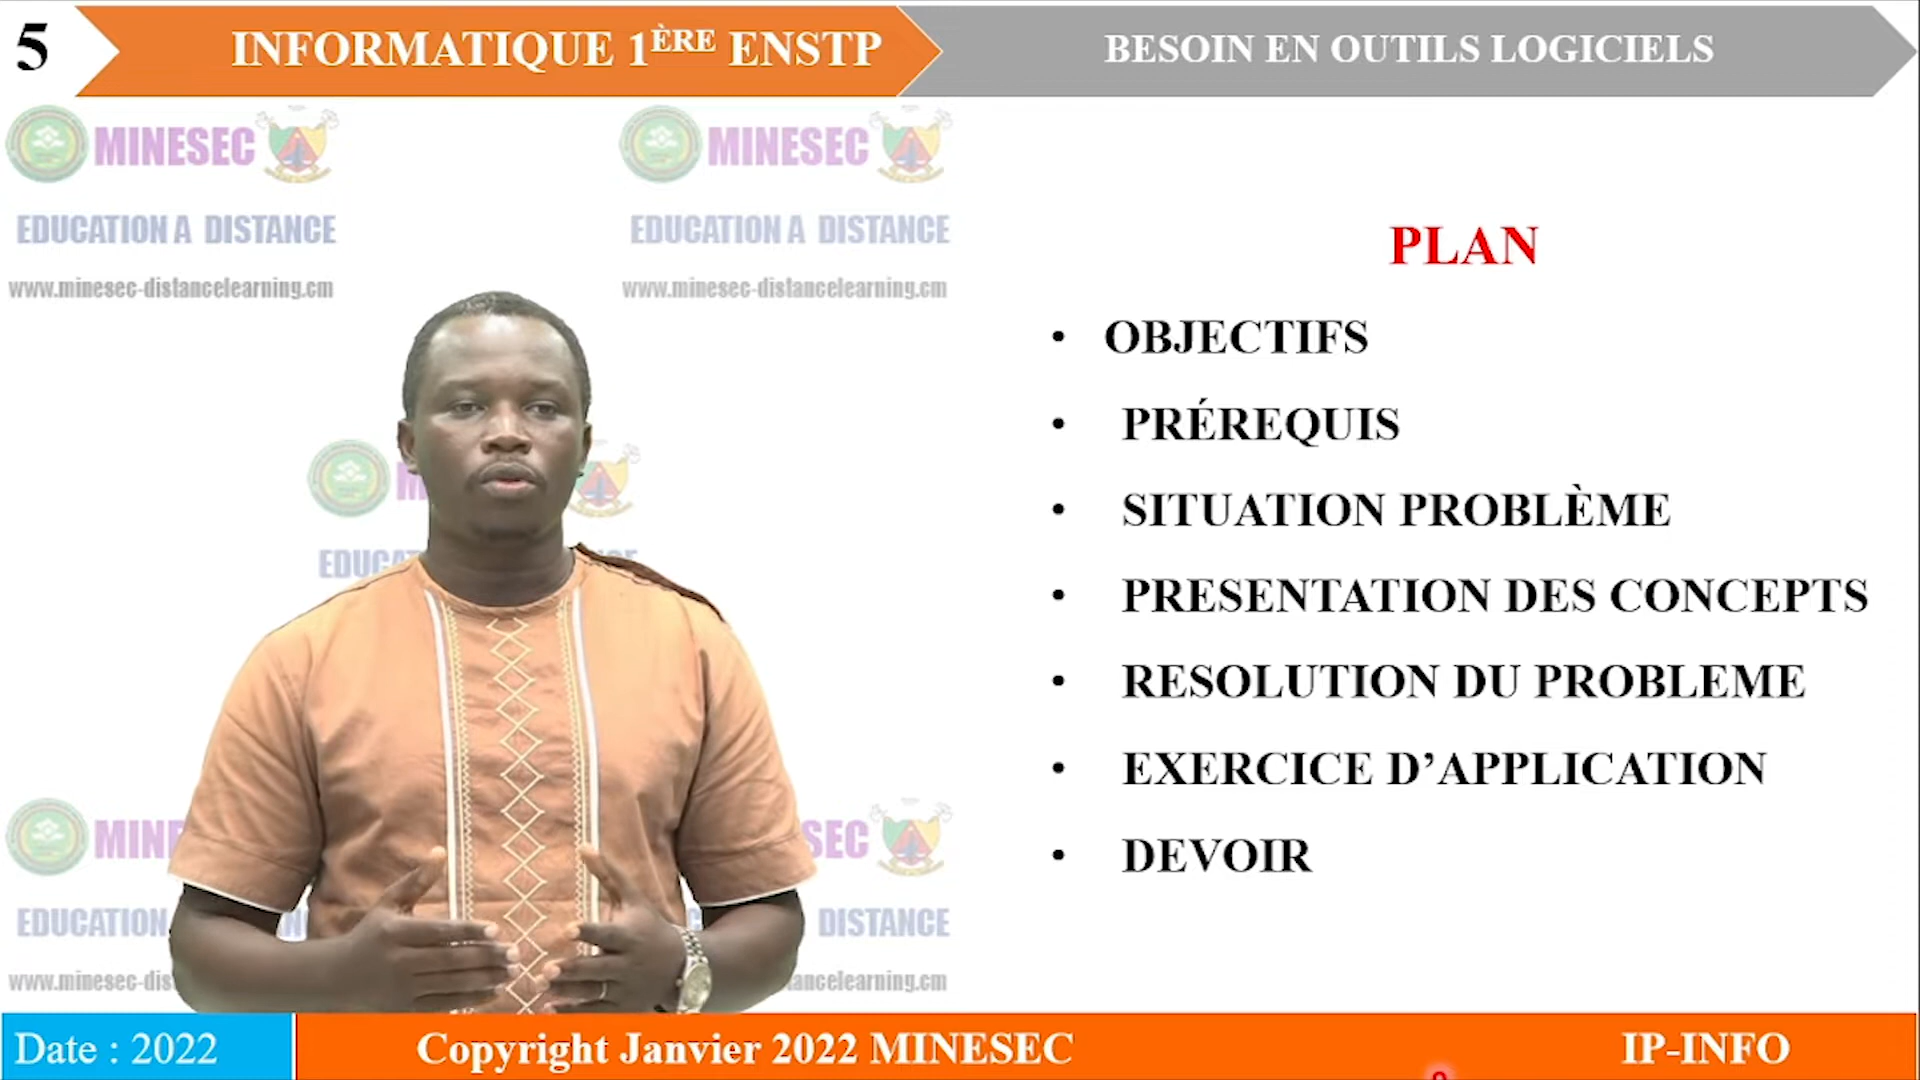 5
INFORMATIQUE 1ÈRE ENSTP
BESOIN EN OUTILS LOGICIELS
MINESEC
EDUCATION A DISTANCE
www.minesec-distancelearning.cm
MINESEC
EDUCATION A DISTANCE
www.minesec-distancelearning.cm
PLAN
• OBJECTIFS
• PRÉREQUIS
• SITUATION PROBLÈME
• PRESENTATION DES CONCEPTS
• RESOLUTION DU PROBLEME
• EXERCICE D'APPLICATION
• DEVOIR
EDUCATION
DISTANCE
Date : 2022
Copyright Janvier 2022 MINESEC
IP-INFO